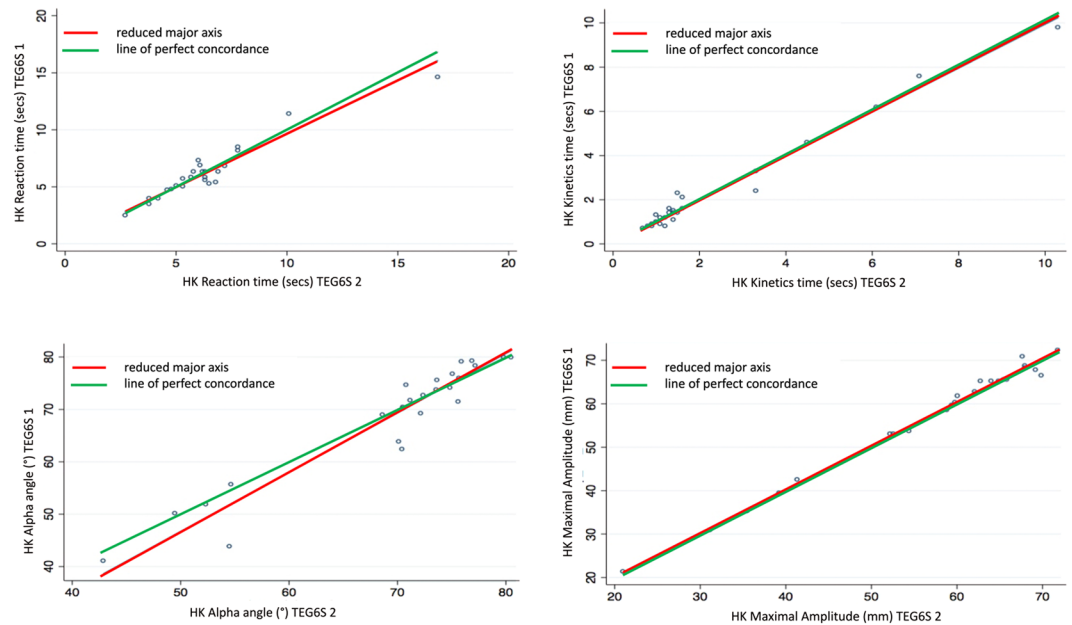 reduced major axis
line of perfect concordance
HK Reaction time (secs) TEG6S 1
20
15
10
5
0
0 5 10 15 20
HK Reaction time (secs) TEG6S 2
reduced major axis
line of perfect concordance
HK Kinetics time (secs) TEG6S 1
10
8
6
4
2
0
0 2 4 6 8 10
HK Kinetics time (secs) TEG6S 2
reduced major axis
line of perfect concordance
HK Alpha angle (°) TEG6S 1
80
70
60
50
40
40 50 60 70 80
HK Alpha angle (°) TEG6S 2
reduced major axis
line of perfect concordance
HK Maximal Amplitude (mm) TEG6S 1
70
60
50
40
30
20
20 30 40 50 60 70
HK Maximal Amplitude (mm) TEG6S 2